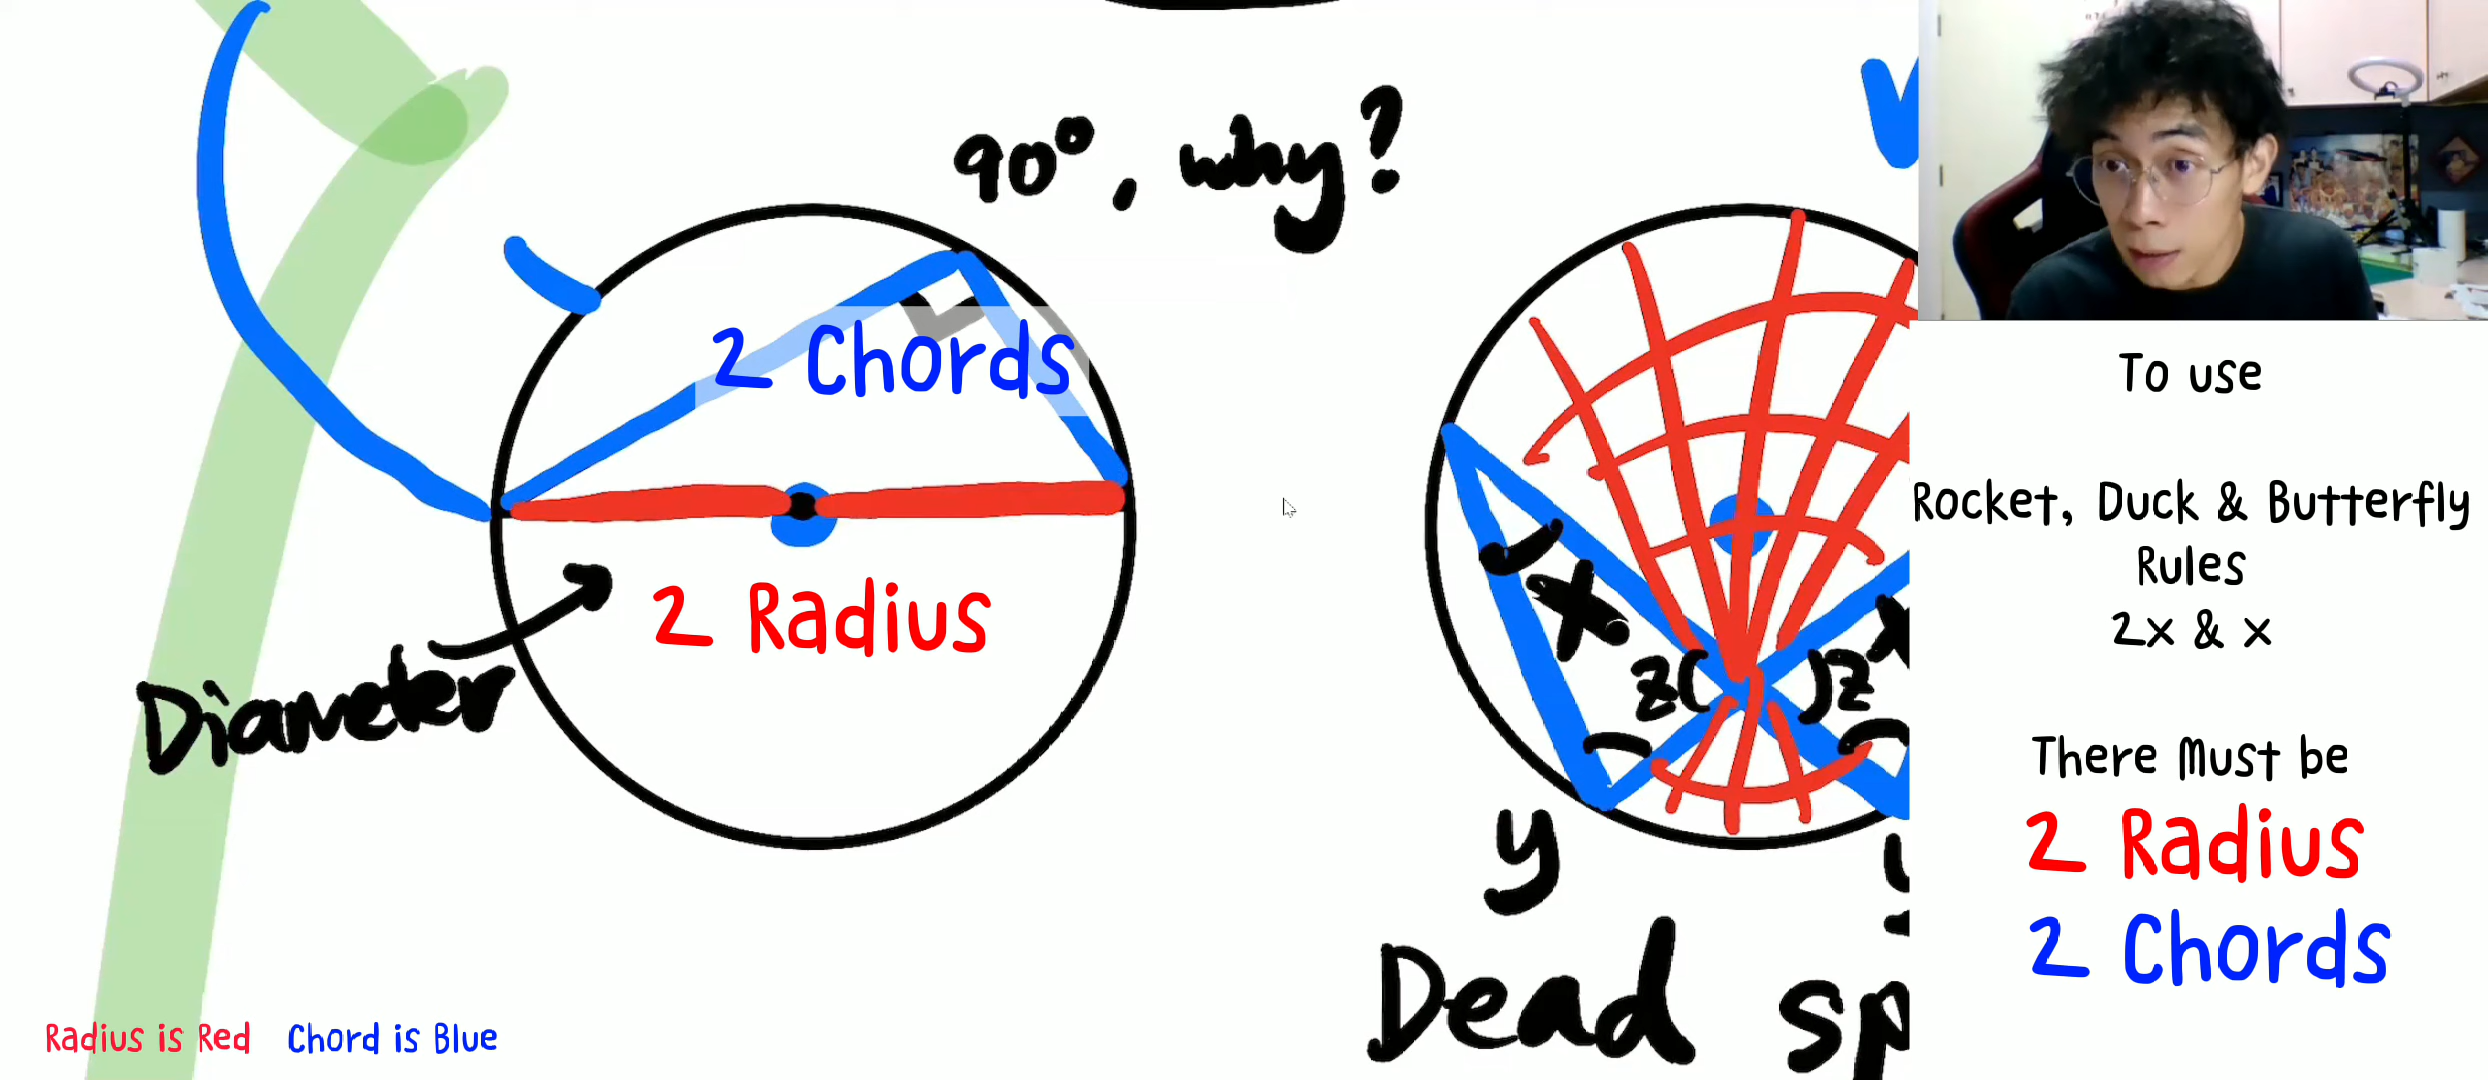 90°, why?
2 Chords
2 Radius
Diameter
x
z
z
x
y
Dead sp
To use
Rocket, Duck & Butterfly
Rules
2x & x
There Must be
2 Radius
2 Chords
Radius is Red Chord is Blue